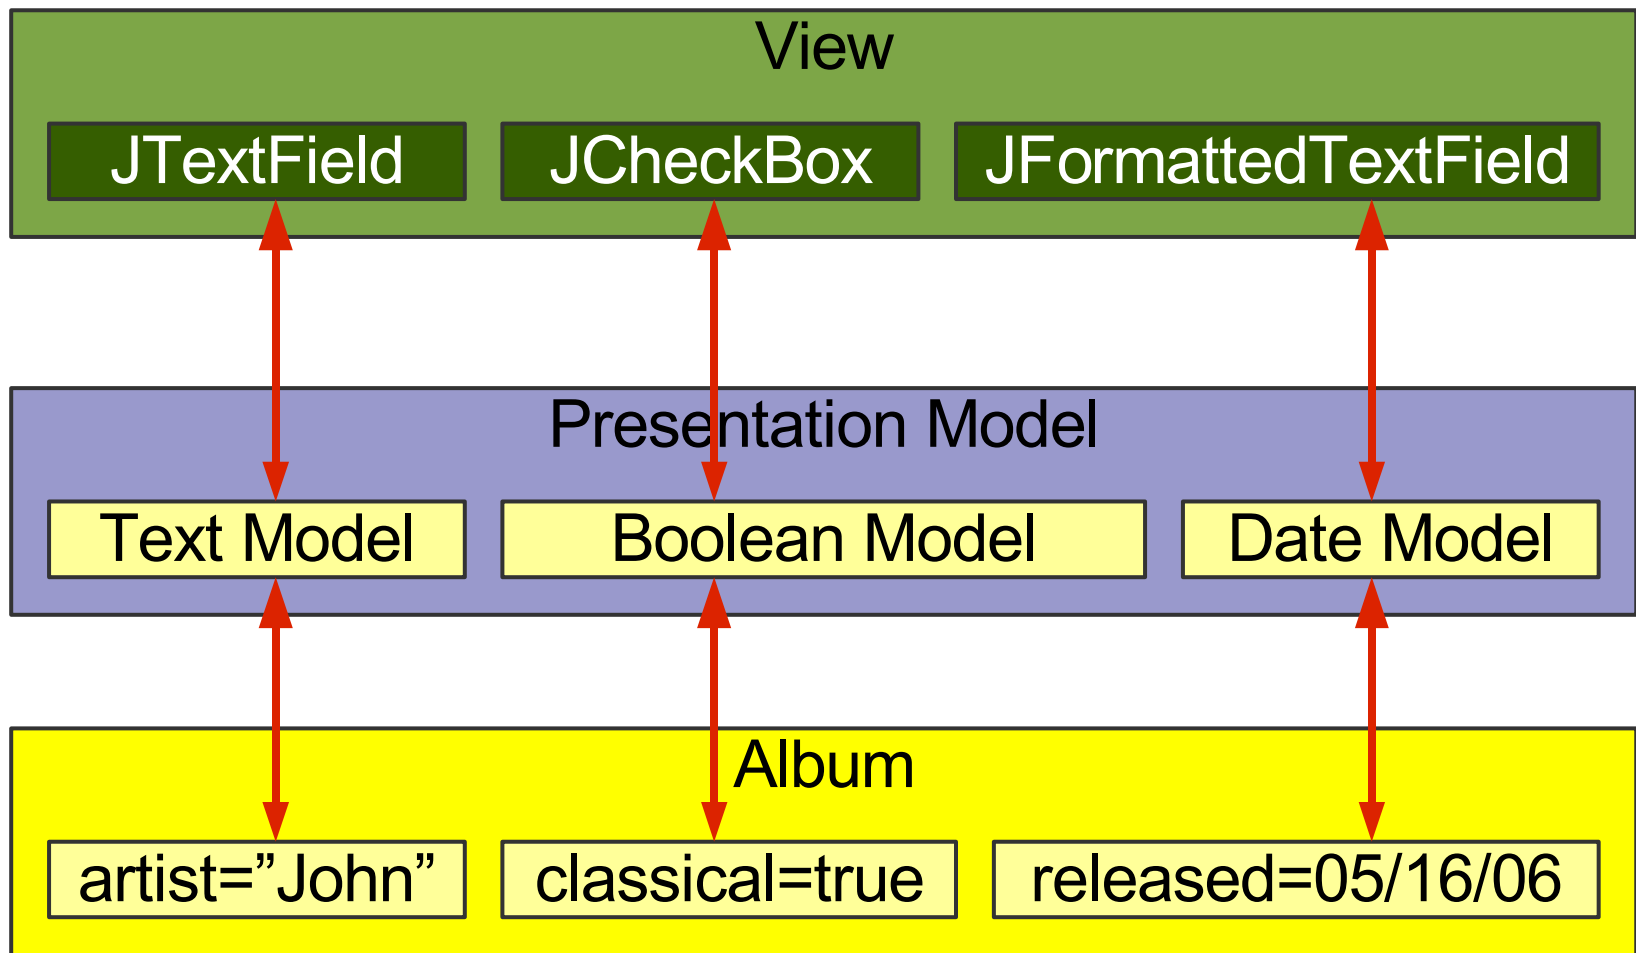 View
JTextField JCheckBox JFormattedTextField
Presentation Model
Text Model Boolean Model Date Model
Album
artist=”John” classical=true released=05/16/06